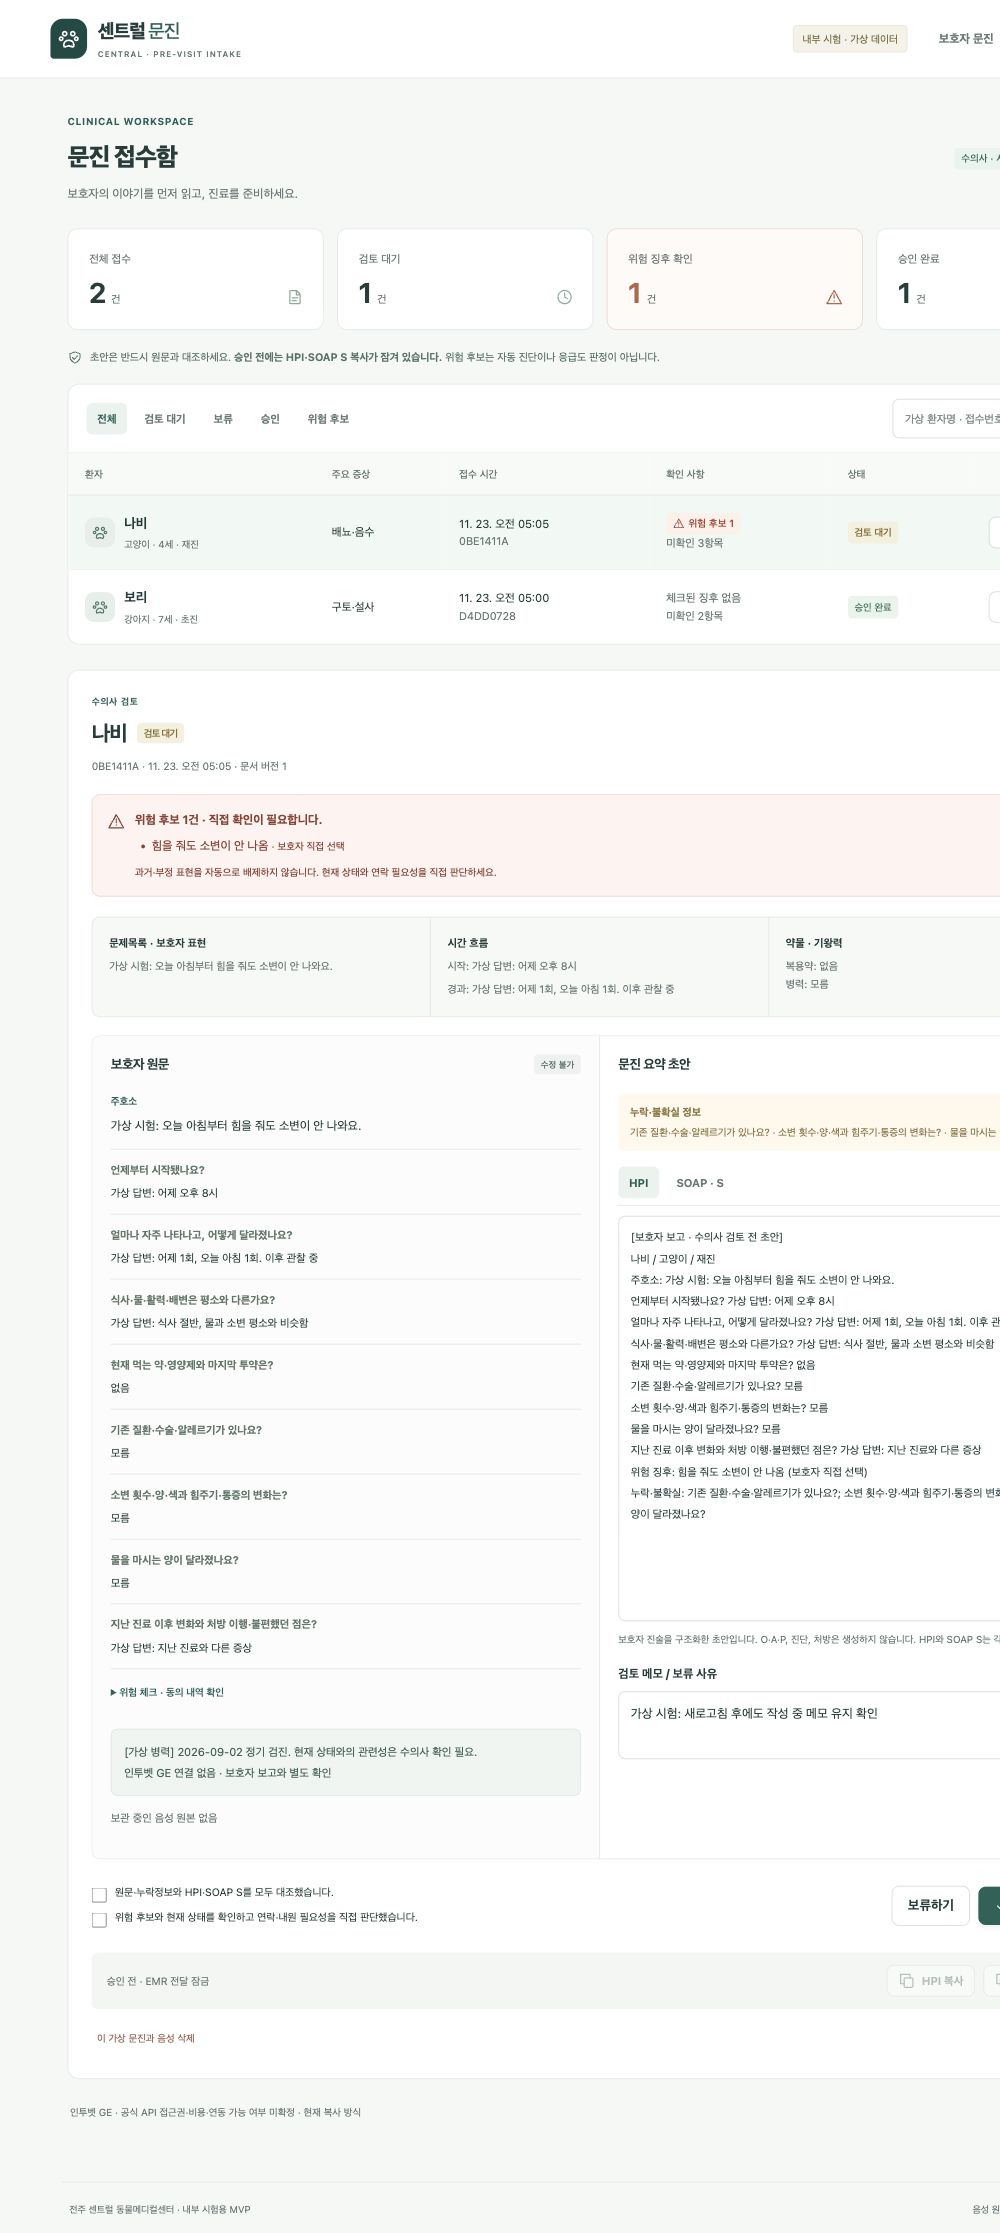 센트럴 문진
CENTRAL · PRE-VISIT INTAKE
내부 시험 · 가상 데이터
보호자 문진
CLINICAL WORKSPACE
문진 접수함
수의사 ·
보호자의 이야기를 먼저 읽고, 진료를 준비하세요.
전체 접수
2 건
검토 대기
1 건
위험 징후 확인
1 건
승인 완료
1 건
초안은 반드시 원문과 대조하세요. 승인 전에는 HPI·SOAP S 복사가 잠겨 있습니다. 위험 후보는 자동 진단이나 응급도 판정이 아닙니다.
전체 검토 대기 보류 승인 위험 후보
가상 환자명 · 접수번호
환자 주요 증상 접수 시간 확인 사항 상태
나비
고양이 · 4세 · 재진
배뇨·음수
11. 23. 오전 05:05
0BE1411A
위험 후보 1
미확인 3항목
검토 대기
보리
강아지 · 7세 · 초진
구토·설사
11. 23. 오전 05:00
D4DD0728
체크된 징후 없음
미확인 2항목
승인 완료
수의사 검토
나비 검토 대기
0BE1411A · 11. 23. 오전 05:05 · 문서 버전 1
위험 후보 1건 · 직접 확인이 필요합니다.
• 힘을 줘도 소변이 안 나옴 · 보호자 직접 선택
과거·부정 표현을 자동으로 배제하지 않습니다. 현재 상태와 연락 필요성을 직접 판단하세요.
문제목록 · 보호자 표현
가상 시험: 오늘 아침부터 힘을 줘도 소변이 안 나와요.
시간 흐름
시작: 가상 답변: 어제 오후 8시
경과: 가상 답변: 어제 1회, 오늘 아침 1회. 이후 관찰 중
약물 · 기왕력
복용약: 없음
병력: 모름
보호자 원문
수정 불가
주호소
가상 시험: 오늘 아침부터 힘을 줘도 소변이 안 나와요.
언제부터 시작됐나요?
가상 답변: 어제 오후 8시
얼마나 자주 나타나고, 어떻게 달라졌나요?
가상 답변: 어제 1회, 오늘 아침 1회. 이후 관찰 중
식사·물·활력·배변은 평소와 다른가요?
가상 답변: 식사 절반, 물과 소변 평소와 비슷함
현재 먹는 약·영양제와 마지막 투약은?
없음
기존 질환·수술·알레르기가 있나요?
모름
소변 횟수·양·색과 힘주기·통증의 변화는?
모름
물을 마시는 양이 달라졌나요?
모름
지난 진료 이후 변화와 처방 이행·불편했던 점은?
가상 답변: 지난 진료와 다른 증상
▶ 위험 체크 · 동의 내역 확인
[가상 병력] 2026-09-02 정기 검진. 현재 상태와의 관련성은 수의사 확인 필요.
인투벳 GE 연결 없음 · 보호자 보고와 별도 확인
보관 중인 음성 원본 없음
문진 요약 초안
누락·불확실 정보
기존 질환·수술·알레르기가 있나요? · 소변 횟수·양·색과 힘주기·통증의 변화는? · 물을 마시는
HPI SOAP · S
[보호자 보고 · 수의사 검토 전 초안]
나비 / 고양이 / 재진
주호소: 가상 시험: 오늘 아침부터 힘을 줘도 소변이 안 나와요.
언제부터 시작됐나요? 가상 답변: 어제 오후 8시
얼마나 자주 나타나고, 어떻게 달라졌나요? 가상 답변: 어제 1회, 오늘 아침 1회. 이후 관
식사·물·활력·배변은 평소와 다른가요? 가상 답변: 식사 절반, 물과 소변 평소와 비슷함
현재 먹는 약·영양제와 마지막 투약은? 없음
기존 질환·수술·알레르기가 있나요? 모름
소변 횟수·양·색과 힘주기·통증의 변화는? 모름
물을 마시는 양이 달라졌나요? 모름
지난 진료 이후 변화와 처방 이행·불편했던 점은? 가상 답변: 지난 진료와 다른 증상
위험 징후: 힘을 줘도 소변이 안 나옴 (보호자 직접 선택)
누락·불확실: 기존 질환·수술·알레르기가 있나요?; 소변 횟수·양·색과 힘주기·통증의 변화
양이 달라졌나요?
보호자 진술을 구조화한 초안입니다. O·A·P, 진단, 처방은 생성하지 않습니다. HPI와 SOAP S는 각
검토 메모 / 보류 사유
가상 시험: 새로고침 후에도 작성 중 메모 유지 확인
원문·누락정보와 HPI·SOAP S를 모두 대조했습니다.
위험 후보와 현재 상태를 확인하고 연락·내원 필요성을 직접 판단했습니다.
보류하기
승인 전 · EMR 전달 잠금
HPI 복사
이 가상 문진과 음성 삭제
인투벳 GE · 공식 API 접근권·비용·연동 가능 여부 미확정 · 현재 복사 방식
전주 센트럴 동물메디컬센터 · 내부 시험용 MVP
음성 원